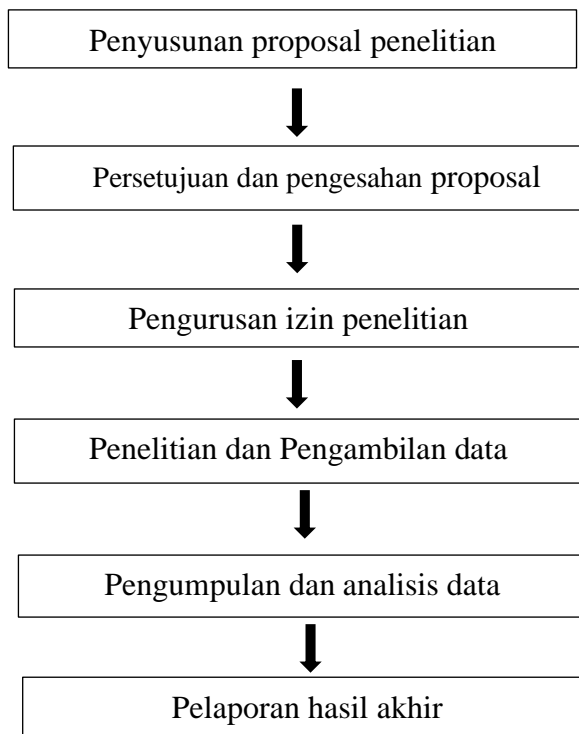 Penyusunan proposal penelitian
Persetujuan dan pengesahan proposal
Pengurusan izin penelitian
Penelitian dan Pengambilan data
Pengumpulan dan analisis data
Pelaporan hasil akhir